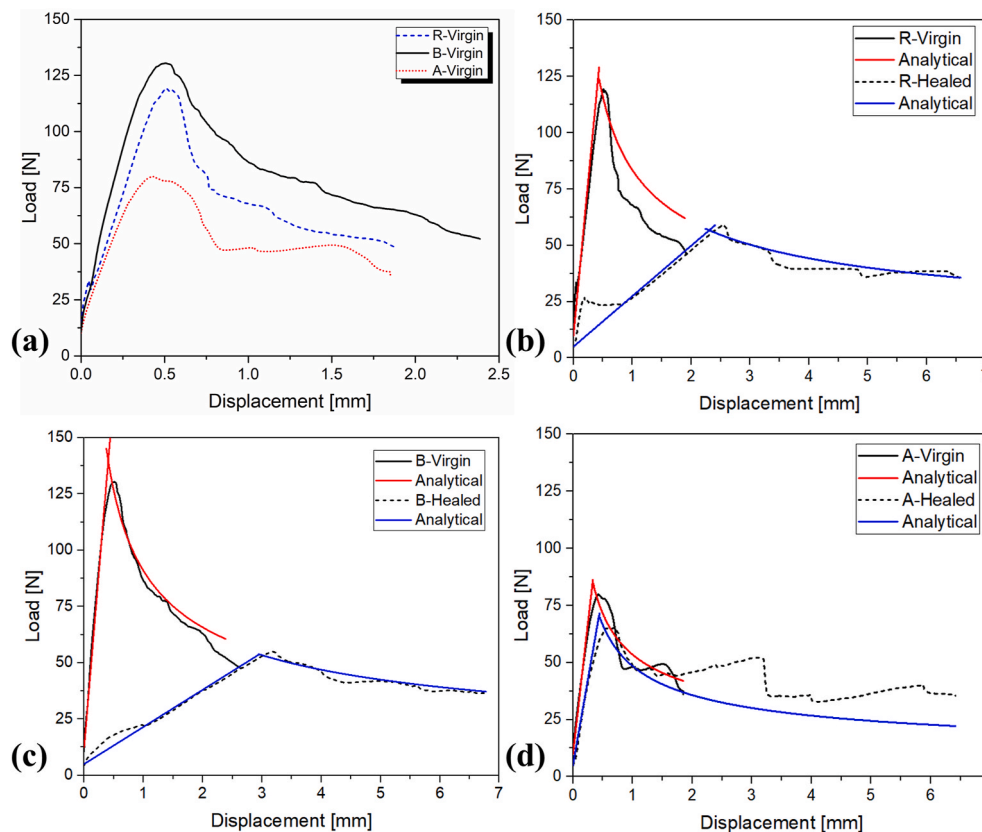 150
125
100
75
50
25
0
Load [N]
R-Virgin
B-Virgin
A-Virgin
(a)
0.0 0.5 1.0 1.5 2.0 2.5
Displacement [mm]
150
125
100
75
50
25
0
Load [N]
R-Virgin
Analytical
R-Healed
Analytical
(b)
0 1 2 3 4 5 6
Displacement [mm]
150
125
100
75
50
25
0
Load [N]
B-Virgin
Analytical
B-Healed
Analytical
(c)
0 1 2 3 4 5 6 7
Displacement [mm]
150
125
100
75
50
25
0
Load [N]
A-Virgin
Analytical
A-Healed
Analytical
(d)
0 1 2 3 4 5 6
Displacement [mm]